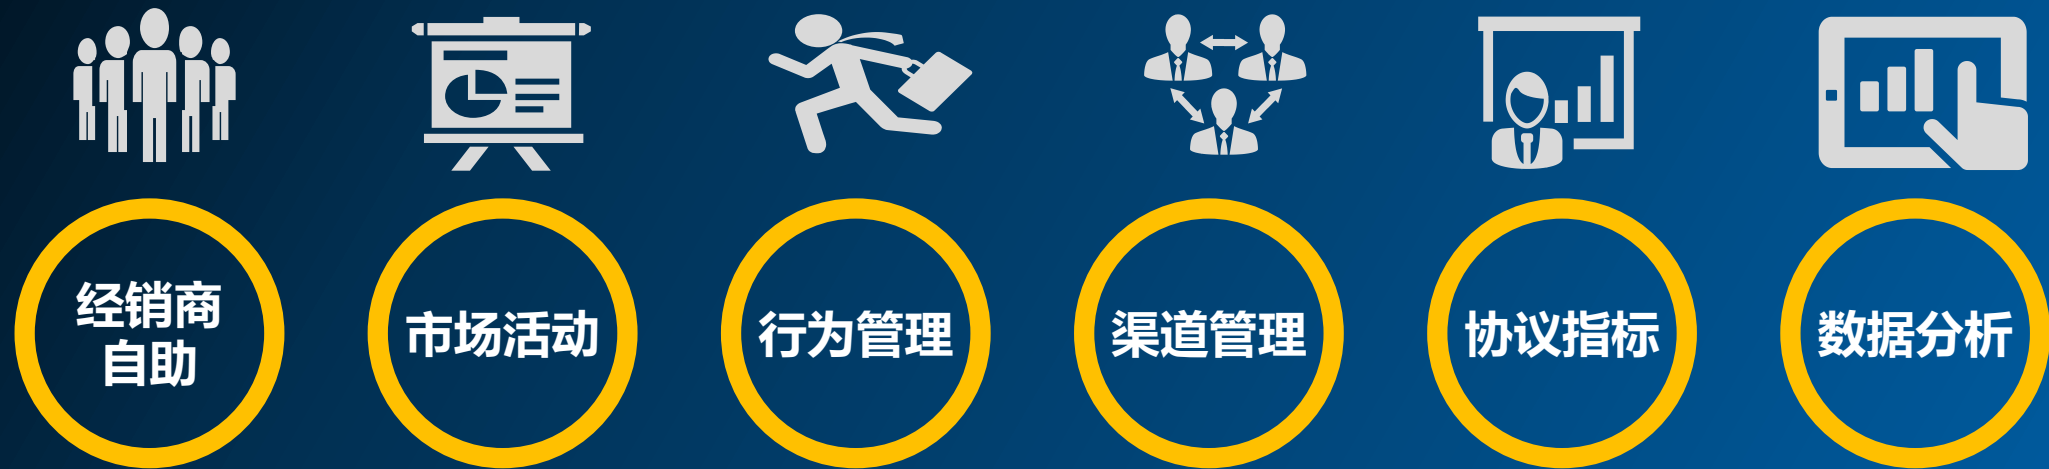 经销商
自助
市场活动
行为管理
渠道管理
协议指标
数据分析